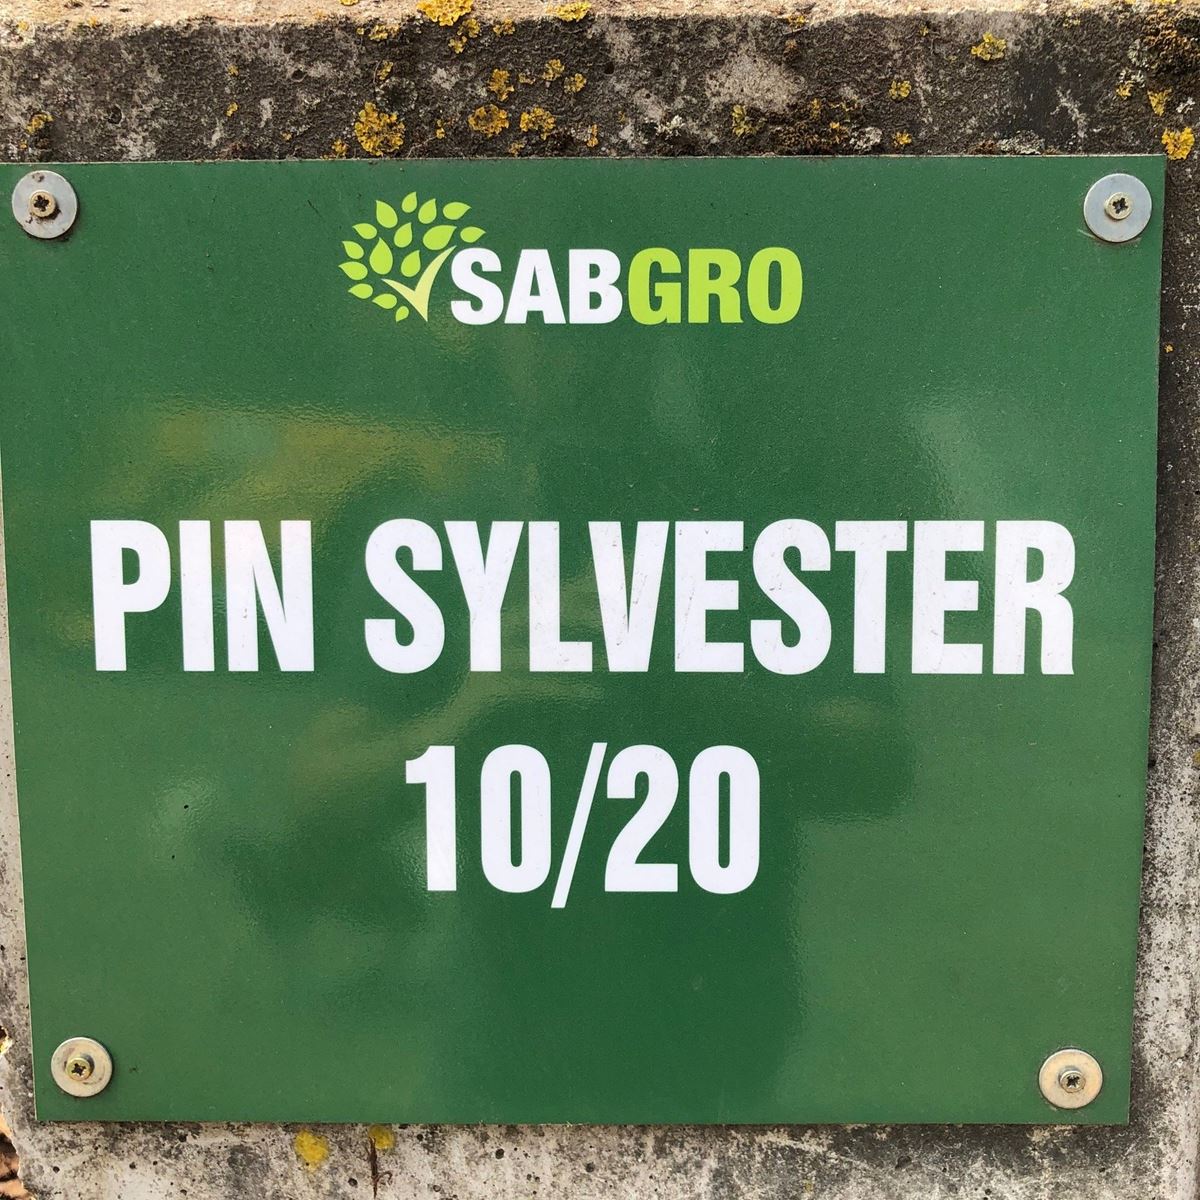 SABGRO
PIN SYLVESTER
10/20